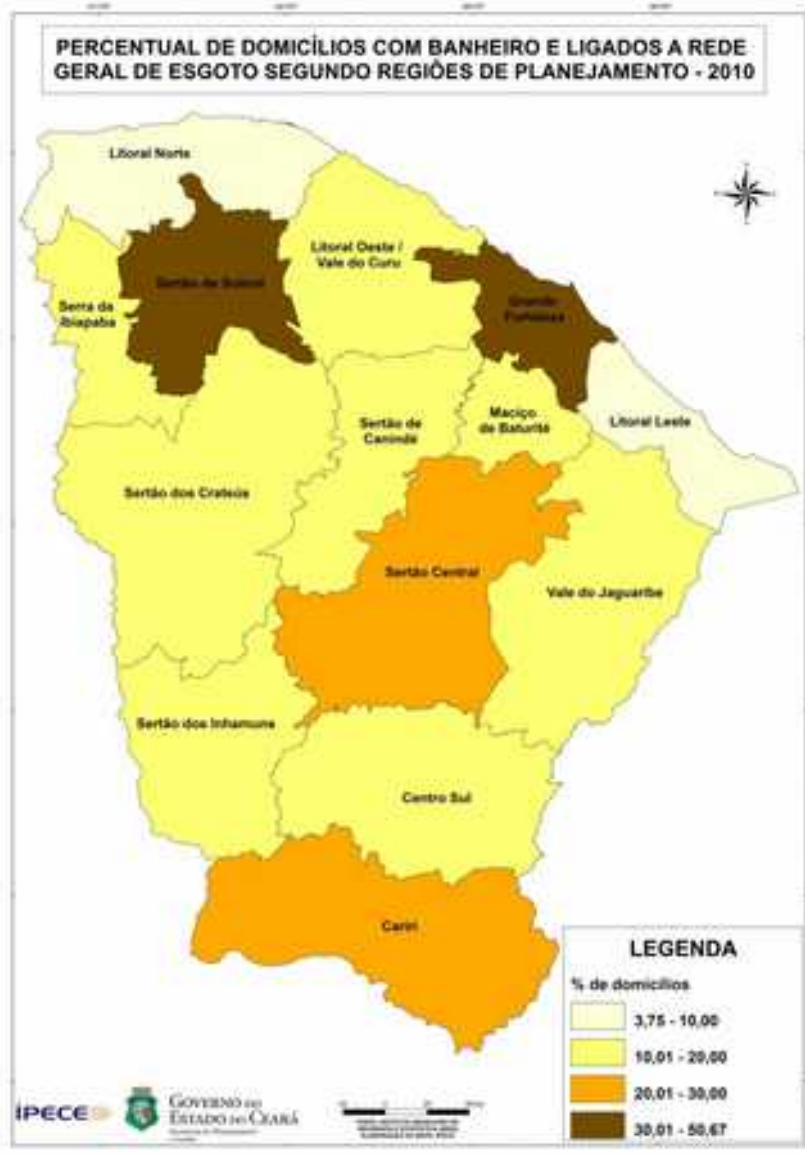 PERCENTUAL DE DOMICÍLIOS COM BANHEIRO E LIGADOS A REDE
GERAL DE ESGOTO SEGUNDO REGIÕES DE PLANEJAMENTO - 2010
Litoral Norte
Litoral Oeste /
Vale do Curu
Sertão de Sobral
Grande
Fortaleza
Serra da
Ibiapaba
Sertão de
Canindé
Maciço
de Baturité
Litoral Leste
Sertão dos Crateús
Sertão Central
Vale do Jaguaribe
Sertão dos Inhamuns
Centro Sul
Cariri
LEGENDA
% de domicílios
3,75 - 10,00
10,01 - 20,00
20,01 - 30,00
30,01 - 50,67
IPECE
GOVERNO DO
ESTADO DO CEARÁ